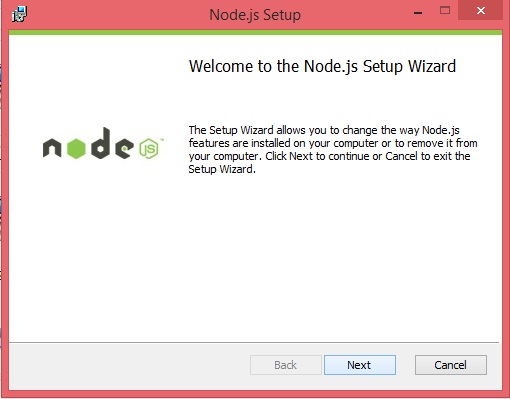 Node.js Setup
Welcome to the Node.js Setup Wizard
node JS™
The Setup Wizard allows you to change the way Node.js
features are installed on your computer or to remove it from
your computer. Click Next to continue or Cancel to exit the
Setup Wizard.
Back Next Cancel